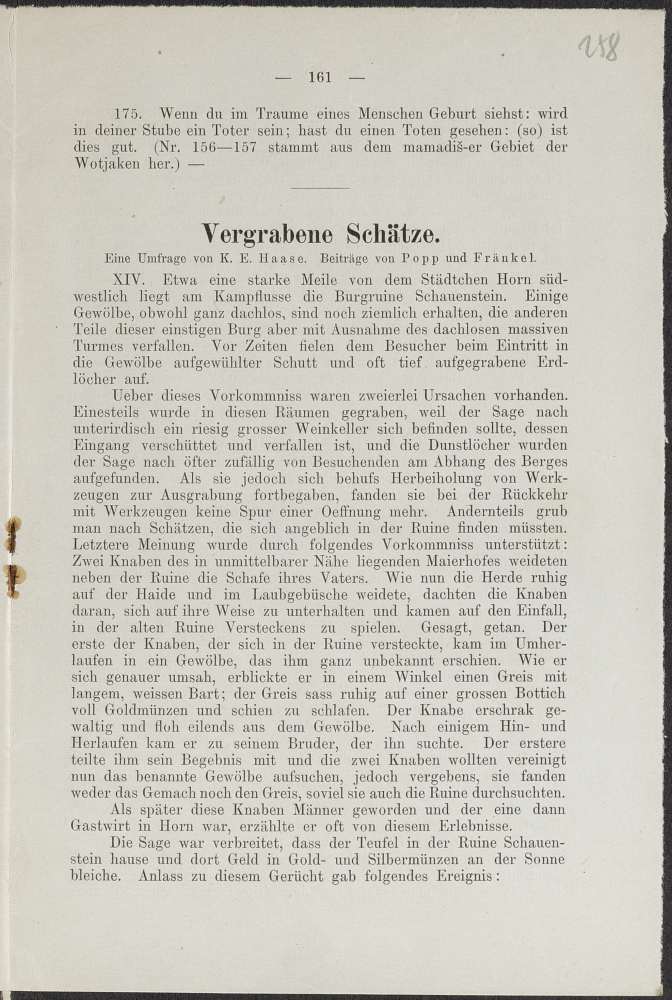 258
— 161 —
175. Wenn du im Traume eines Menschen Geburt siehst: wird
in deiner Stube ein Toter sein; hast du einen Toten gesehen: (so) ist
dies gut. (Nr. 156—157 stammt aus dem mamadiš-er Gebiet der
Wotjaken her.) —
Vergrabene Schätze.
Eine Umfrage von K. E. Haase. Beiträge von Popp und Fränkel.
XIV. Etwa eine starke Meile von dem Städtchen Horn süd-
westlich liegt am Kampflusse die Burgruine Schauenstein. Einige
Gewölbe, obwohl ganz dachlos, sind noch ziemlich erhalten, die anderen
Teile dieser einstigen Burg aber mit Ausnahme des dachlosen massiven
Turmes verfallen. Vor Zeiten fielen dem Besucher beim Eintritt in
die Gewölbe aufgewühlter Schutt und oft tief aufgegrabene Erd-
löcher auf.
Ueber dieses Vorkommniss waren zweierlei Ursachen vorhanden.
Einesteils wurde in diesen Räumen gegraben, weil der Sage nach
unterirdisch ein riesig grosser Weinkeller sich befinden sollte, dessen
Eingang verschüttet und verfallen ist, und die Dunstlöcher wurden
der Sage nach öfter zufällig von Besuchenden am Abhang des Berges
aufgefunden. Als sie jedoch sich behufs Herbeiholung von Werk-
zeugen zur Ausgrabung fortbegaben, fanden sie bei der Rückkehr
mit Werkzeugen keine Spur einer Oeffnung mehr. Andernteils grub
man nach Schätzen, die sich angeblich in der Ruine finden müssten.
Letztere Meinung wurde durch folgendes Vorkommniss unterstützt:
Zwei Knaben des in unmittelbarer Nähe liegenden Maierhofes weideten
neben der Ruine die Schafe ihres Vaters. Wie nun die Herde ruhig
auf der Haide und im Laubgebüsche weidete, dachten die Knaben
daran, sich auf ihre Weise zu unterhalten und kamen auf den Einfall,
in der alten Ruine Versteckens zu spielen. Gesagt, getan. Der
erste der Knaben, der sich in der Ruine versteckte, kam im Umher-
laufen in ein Gewölbe, das ihm ganz unbekannt erschien. Wie er
sich genauer umsah, erblickte er in einem Winkel einen Greis mit
langem, weissen Bart; der Greis sass ruhig auf einer grossen Bottich
voll Goldmünzen und schien zu schlafen. Der Knabe erschrak ge-
waltig und floh eilends aus dem Gewölbe. Nach einigem Hin- und
Herlaufen kam er zu seinem Bruder, der ihn suchte. Der erstere
teilte ihm sein Begebnis mit und die zwei Knaben wollten vereinigt
nun das benannte Gewölbe aufsuchen, jedoch vergebens, sie fanden
weder das Gemach noch den Greis, soviel sie auch die Ruine durchsuchten.
Als später diese Knaben Männer geworden und der eine dann
Gastwirt in Horn war, erzählte er oft von diesem Erlebnisse.
Die Sage war verbreitet, dass der Teufel in der Ruine Schauen-
stein hause und dort Geld in Gold- und Silbermünzen an der Sonne
bleiche. Anlass zu diesem Gerücht gab folgendes Ereignis: